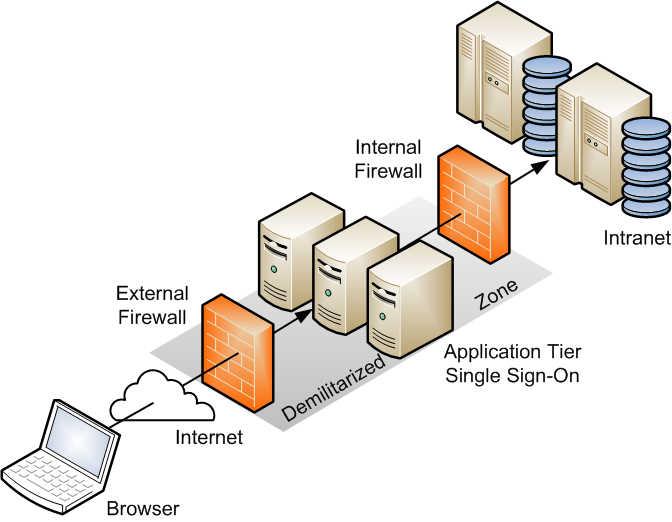 Internal
Firewall
Intranet
External
Firewall
Demilitarized Zone
Application Tier
Single Sign-On
Internet
Browser